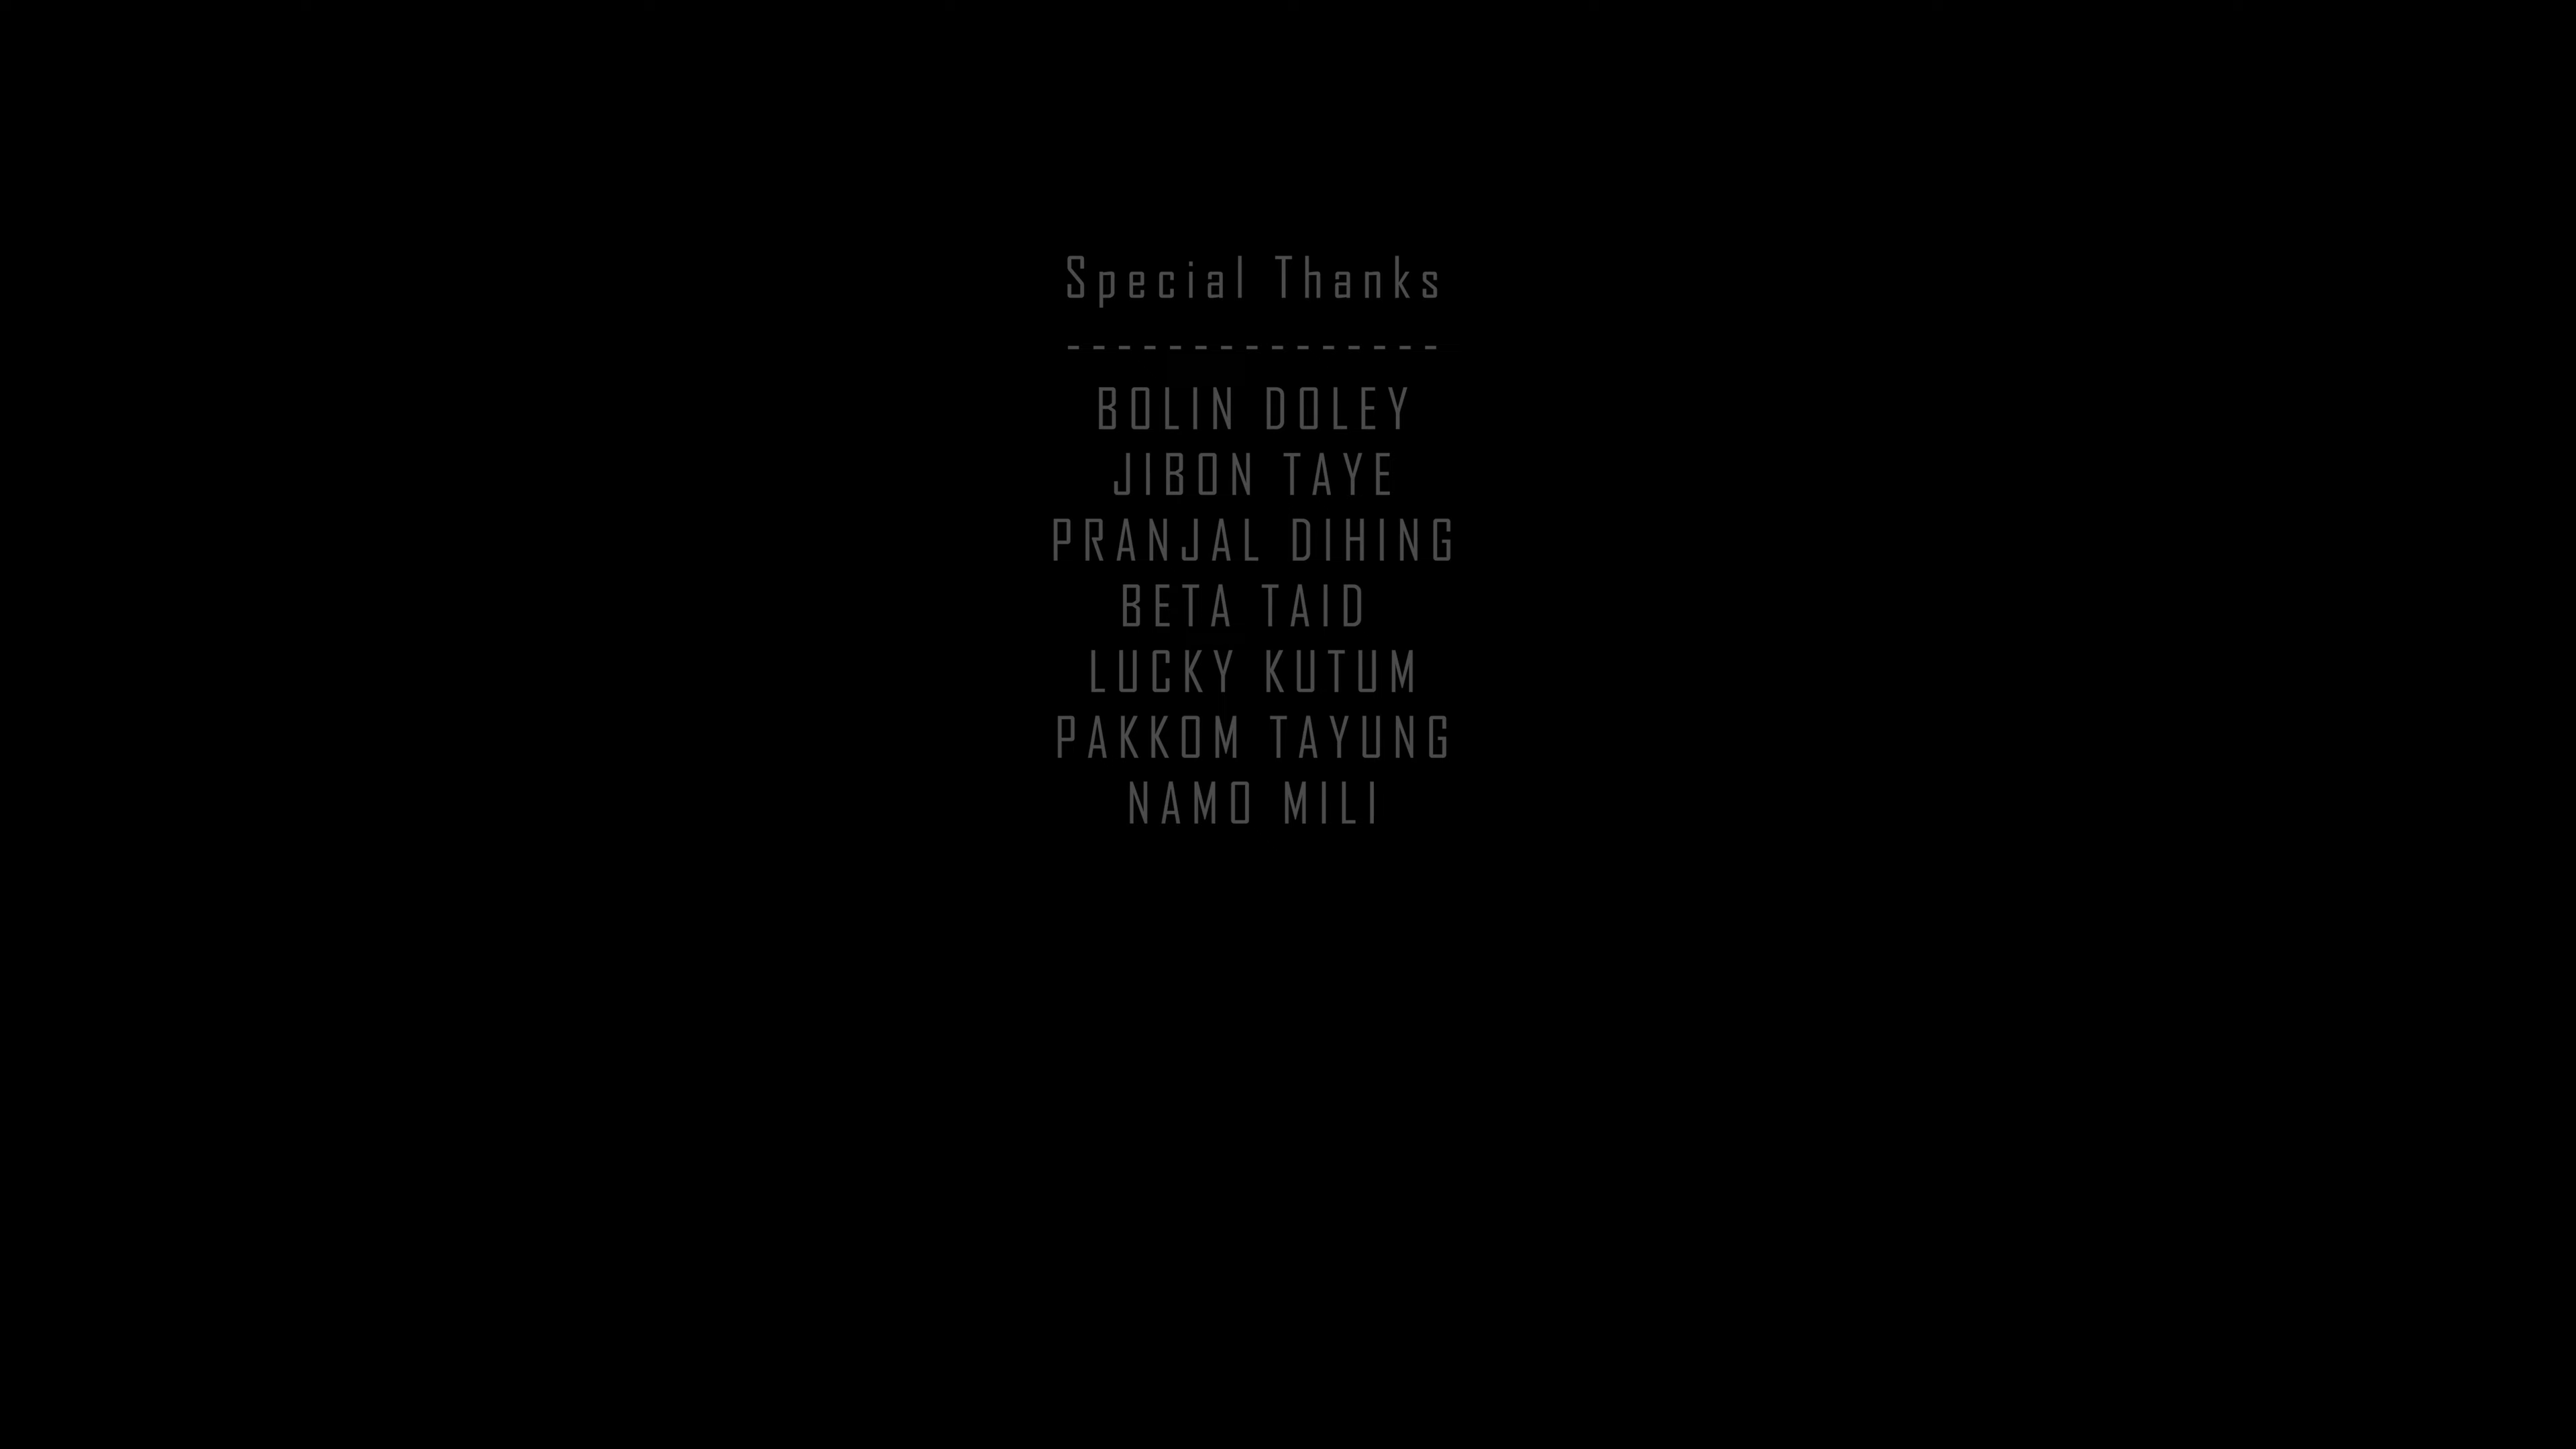 Special Thanks
---------------
BOLIN DOLEY
JIBON TAYE
PRANJAL DIHING
BETA TAID
LUCKY KUTUM
PAKKOM TAYUNG
NAMO MILI